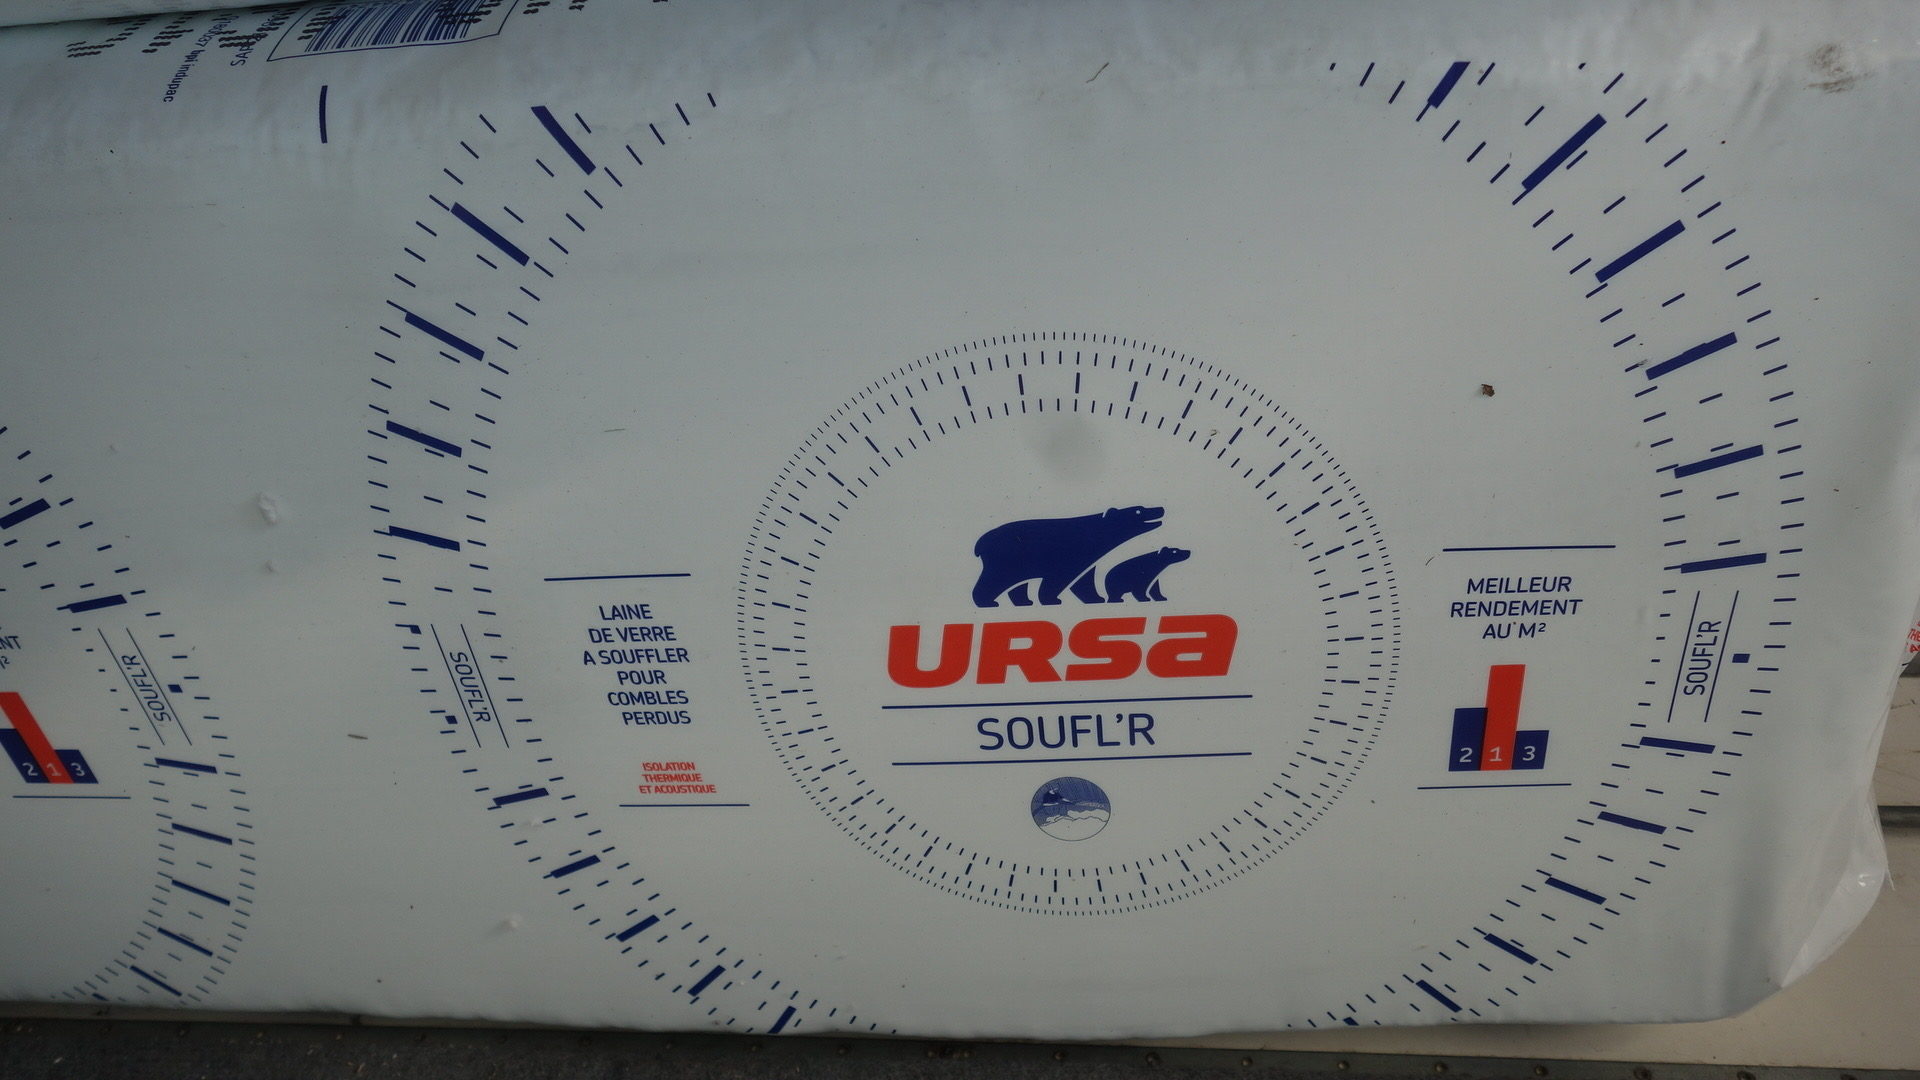 indupac
LAINE
DE VERRE
A SOUFFLER
POUR
COMBLES
PERDUS
ISOLATION
THERMIQUE
ET ACOUSTIQUE
URSA
SOUFL'R
MEILLEUR
RENDEMENT
AU M²
2 1 3
SOUFL'R
SOUFL'R
SOUFL'R
2 1 3